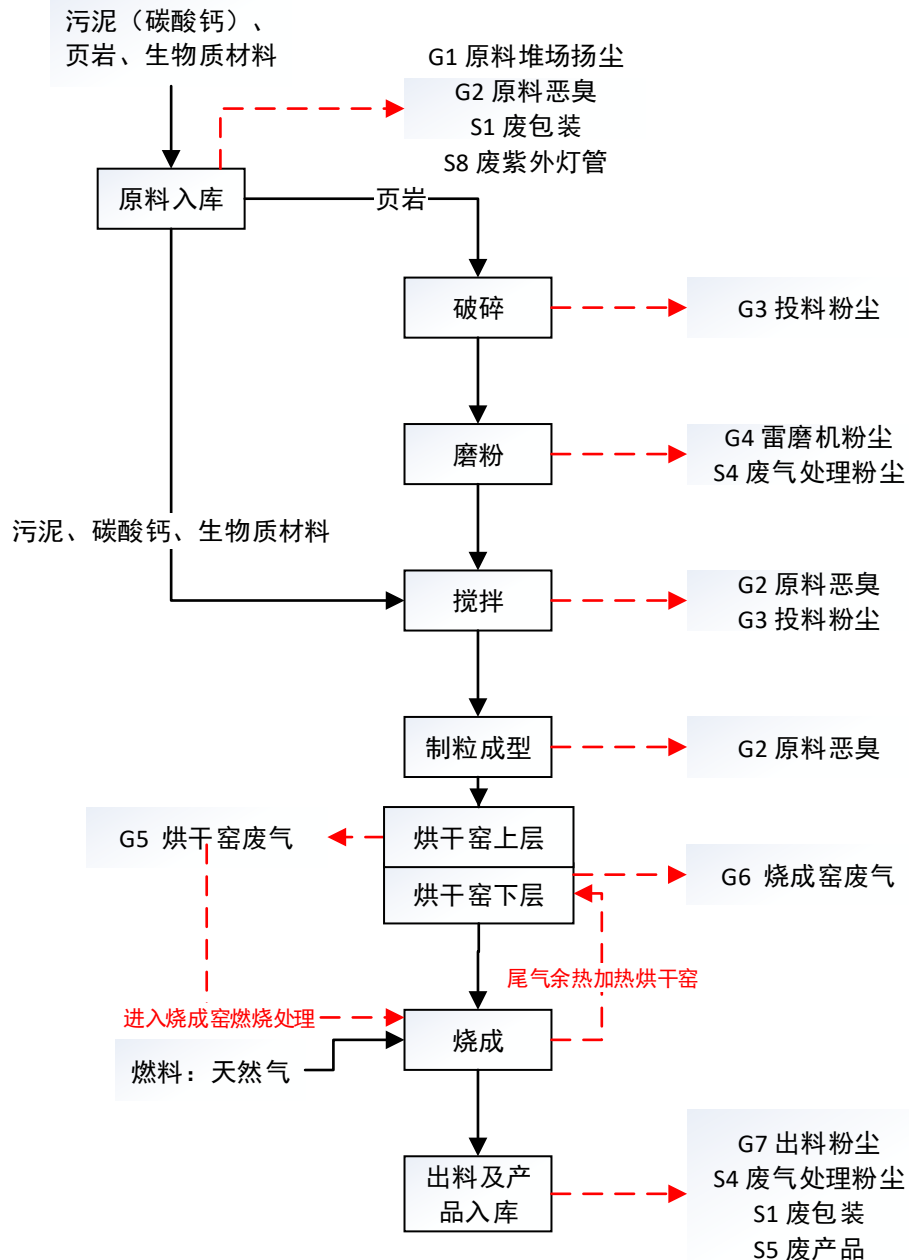 污泥（碳酸钙）、
页岩、生物质材料
G1 原料堆场扬尘
G2 原料恶臭
S1 废包装
S8 废紫外灯管
原料入库
页岩
破碎
G3 投料粉尘
磨粉
G4 雷磨机粉尘
S4 废气处理粉尘
污泥、碳酸钙、生物质材料
搅拌
G2 原料恶臭
G3 投料粉尘
制粒成型
G2 原料恶臭
G5 烘干窑废气
烘干窑上层
烘干窑下层
G6 烧成窑废气
尾气余热加热烘干窑
进入烧成窑燃烧处理
烧成
燃料：天然气
出料及产
品入库
G7 出料粉尘
S4 废气处理粉尘
S1 废包装
S5 废产品